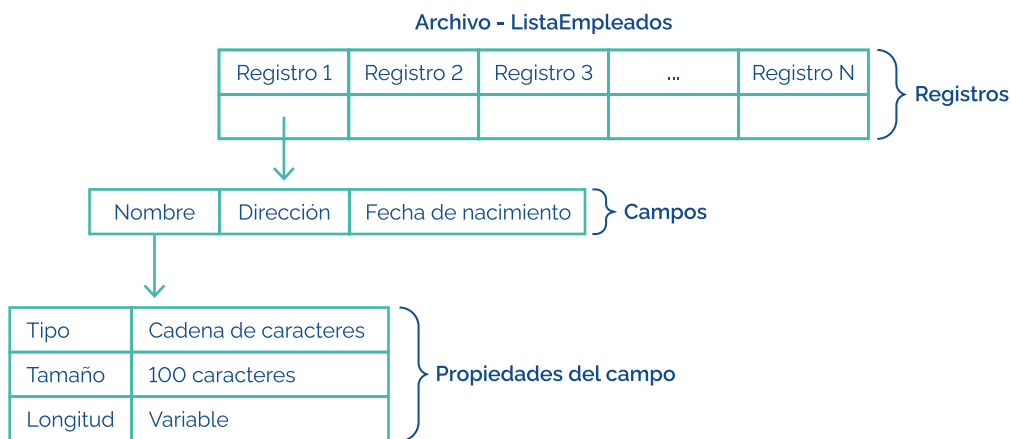 Archivo - ListaEmpleados
Registro 1 Registro 2 Registro 3 ... Registro N
Registros
Nombre Dirección Fecha de nacimiento
Campos
Tipo Cadena de caracteres
Tamaño 100 caracteres
Propiedades del campo
Longitud Variable